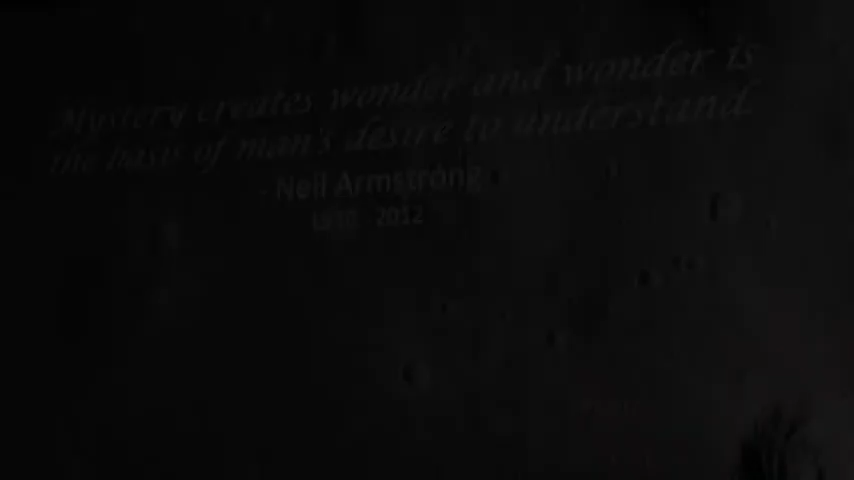 Mystery creates wonder and wonder is
the basis of man's desire to understand.
- Neil Armstrong
1930 2012